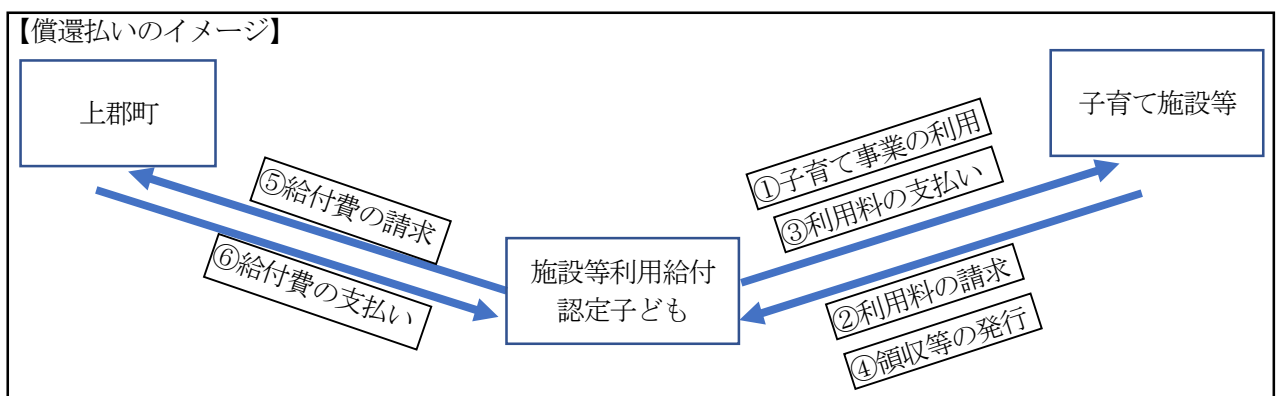 【償還払いのイメージ】
上郡町
子育て施設等
①子育て事業の利用
③利用料の支払い
⑤給付費の請求
⑥給付費の支払い
施設等利用給付
認定子ども
②利用料の請求
④領収等の発行